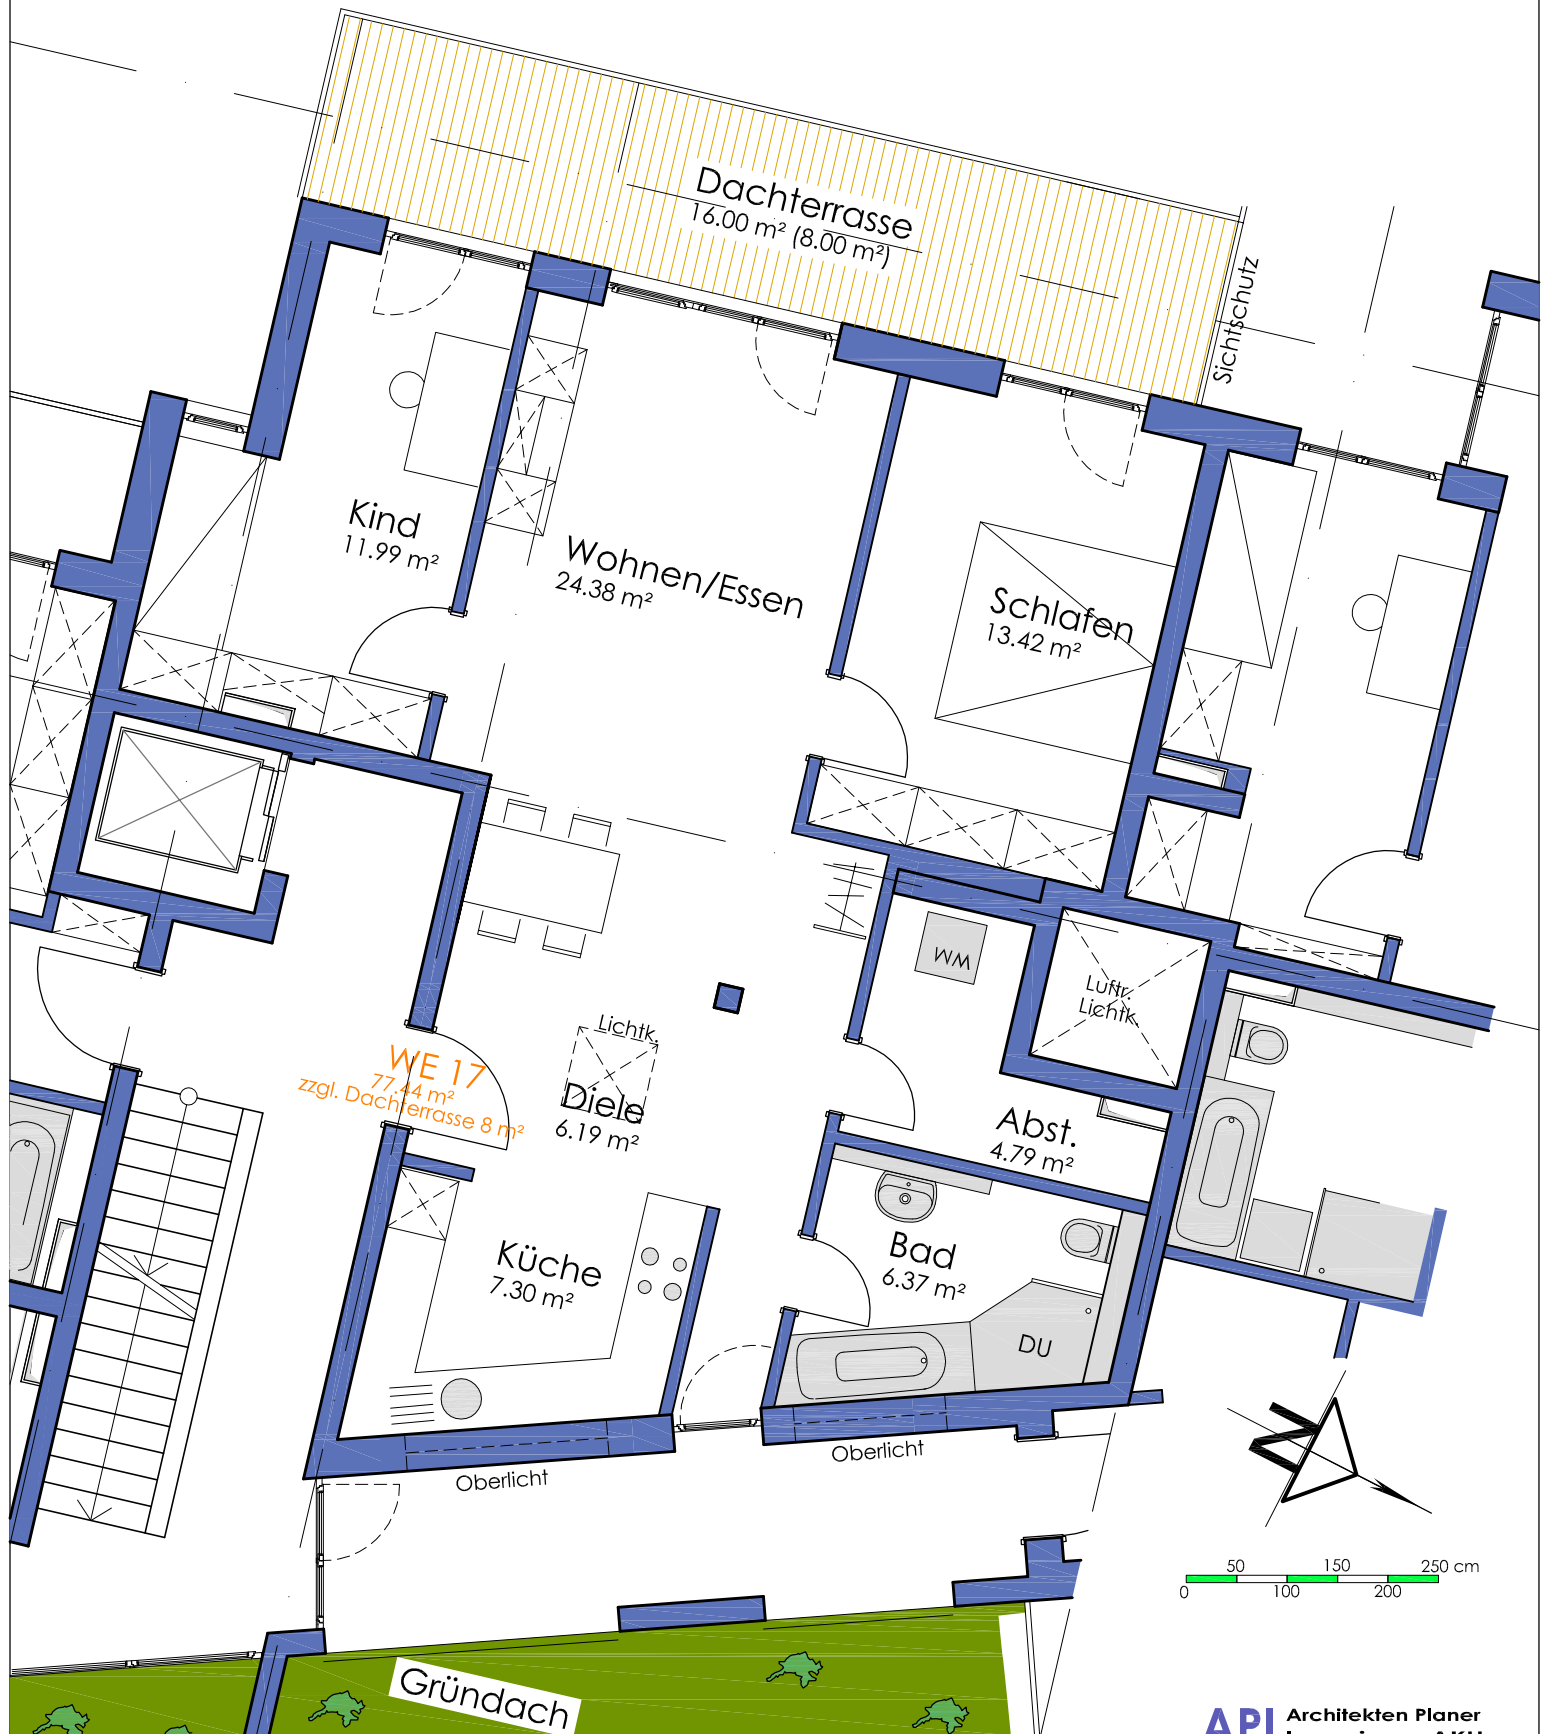 Dachterrasse
16.00 m² (8.00 m²)
Sichtschutz
Kind
11.99 m²
Wohnen/Essen
24.38 m²
Schlafen
13.42 m²
WM
Luftr.
Lichtk.
Lichtk.
WE 17
77.44 m²
zzgl. Dachterrasse 8 m²
Diele
6.19 m²
Abst.
4.79 m²
Küche
7.30 m²
Bad
6.37 m²
DU
Oberlicht
Oberlicht
N
50 150 250 cm
0 100 200
Gründach
API Architekten Planer